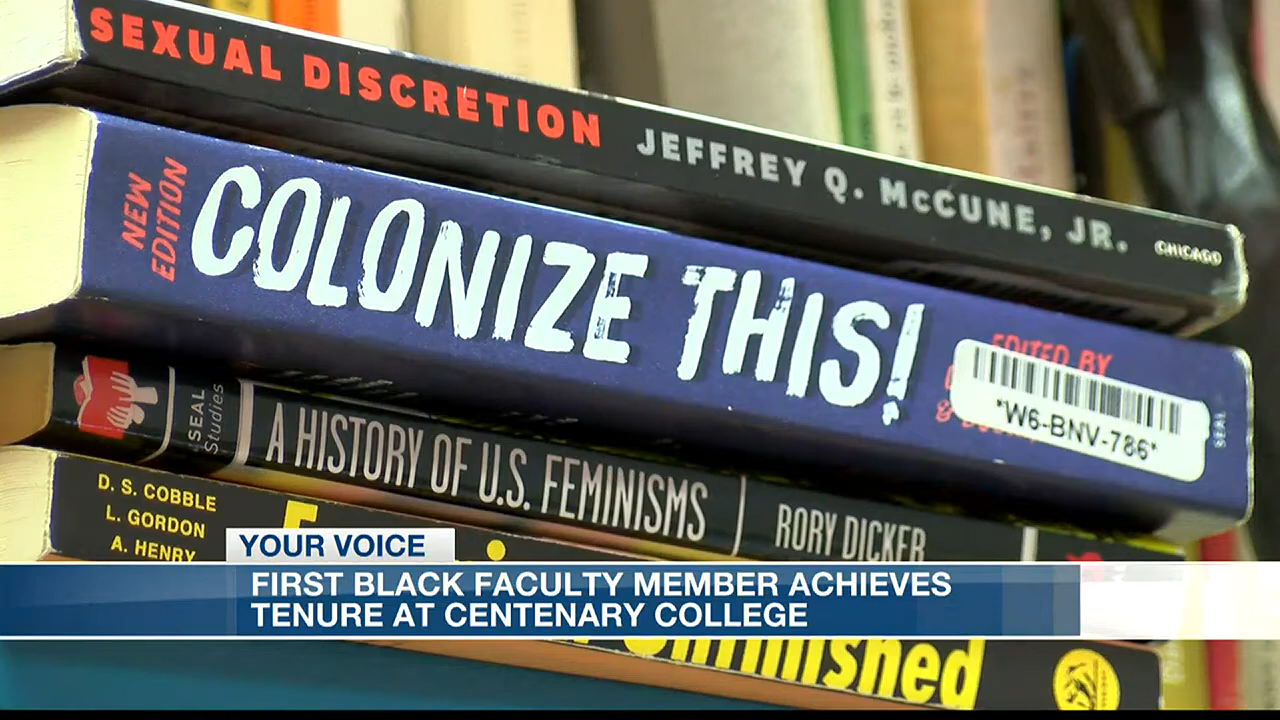 SEXUAL DISCRETION JEFFREY Q. McCUNE, JR. CHICAGO
NEW
EDITION
COLONIZE THIS!
EDITED BY
&
*W6-BNV-786*
SEAL
SEAL
Studies
A HISTORY OF U.S. FEMINISMS RORY DICKER
D. S. COBBLE
L. GORDON
A. HENRY
YOUR VOICE
FIRST BLACK FACULTY MEMBER ACHIEVES
TENURE AT CENTENARY COLLEGE